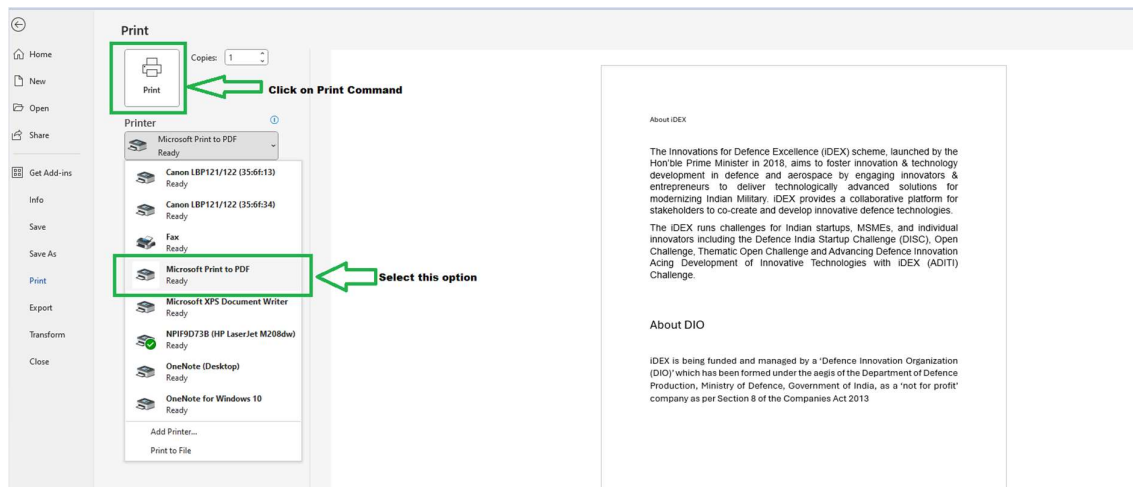 Print
Home
New
Open
Share
Get Add-ins
Info
Save
Save As
Print
Export
Transform
Close
Copies: 1
Print
Click on Print Command
Printer
Microsoft Print to PDF
Ready
Canon LBP121/122 (35:6f:13)
Ready
Canon LBP121/122 (35:6f:34)
Ready
Fax
Ready
Microsoft Print to PDF
Ready
Select this option
Microsoft XPS Document Writer
Ready
NPIF9D73B (HP LaserJet M208dw)
Ready
OneNote (Desktop)
Ready
OneNote for Windows 10
Ready
Add Printer...
Print to File
About iDEX
The Innovations for Defence Excellence (iDEX) scheme, launched by the
Hon'ble Prime Minister in 2018, aims to foster innovation & technology
development in defence and aerospace by engaging innovators &
entrepreneurs to deliver technologically advanced solutions for
modernizing Indian Military. iDEX provides a collaborative platform for
stakeholders to co-create and develop innovative defence technologies.
The iDEX runs challenges for Indian startups, MSMEs, and individual
innovators including the Defence India Startup Challenge (DISC), Open
Challenge, Thematic Open Challenge and Advancing Defence Innovation
Acing Development of Innovative Technologies with iDEX (ADITI)
Challenge.
About DIO
iDEX is being funded and managed by a 'Defence Innovation Organization
(DIO)' which has been formed under the aegis of the Department of Defence
Production, Ministry of Defence, Government of India, as a 'not for profit'
company as per Section 8 of the Companies Act 2013